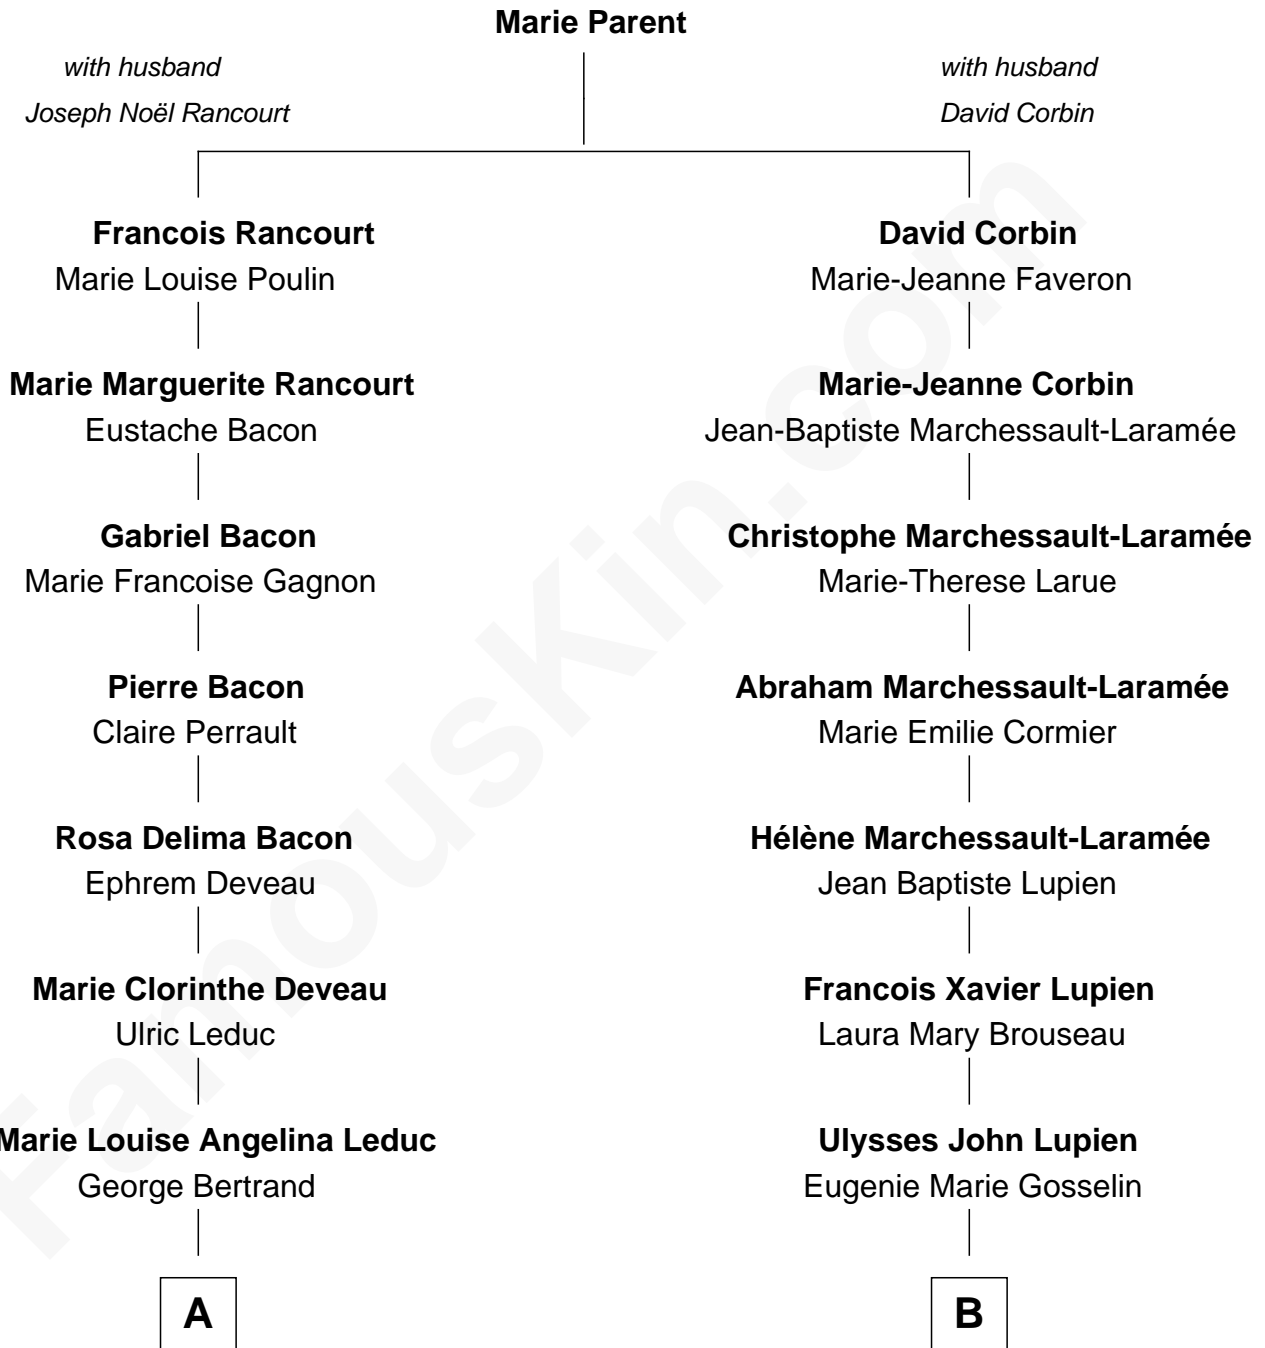 Marie Parent
with husband
Joseph Noël Rancourt
with husband
David Corbin
Francois Rancourt
Marie Louise Poulin
David Corbin
Marie-Jeanne Faveron
Marie Marguerite Rancourt
Eustache Bacon
Marie-Jeanne Corbin
Jean-Baptiste Marchessault-Laramée
Gabriel Bacon
Marie Francoise Gagnon
Christophe Marchessault-Laramée
Marie-Therese Larue
Pierre Bacon
Claire Perrault
Abraham Marchessault-Laramée
Marie Emilie Cormier
Rosa Delima Bacon
Ephrem Deveau
Hélène Marchessault-Laramée
Jean Baptiste Lupien
Marie Clorinthe Deveau
Ulric Leduc
Francois Xavier Lupien
Laura Mary Brouseau
Marie Louise Angelina Leduc
George Bertrand
Ulysses John Lupien
Eugenie Marie Gosselin
A
B
FamousKin.com